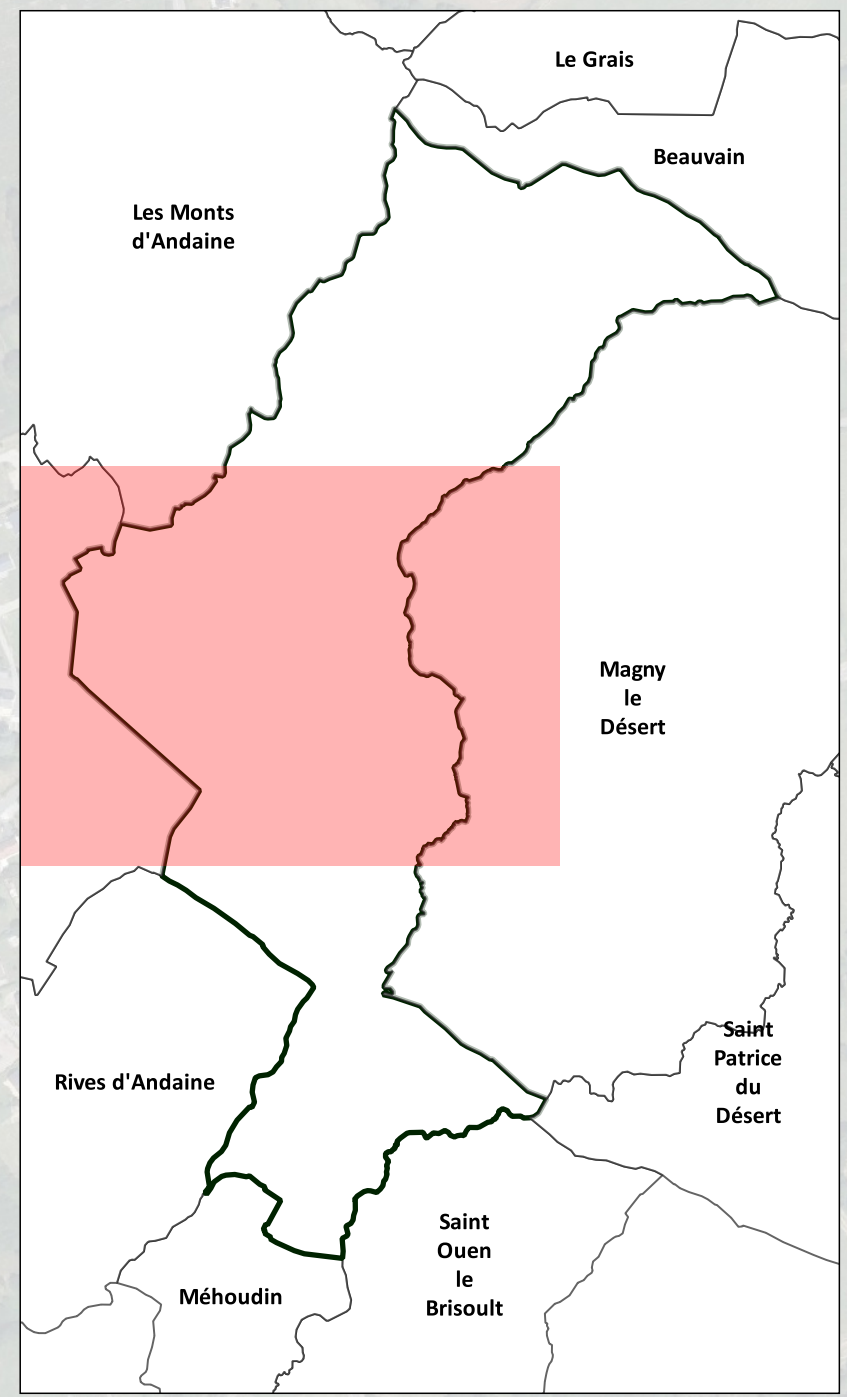 Le Grais
Beauvain
Les Monts
d'Andaine
Magny
le
Désert
Saint
Patrice
du
Désert
Rives d'Andaine
Saint
Ouen
le
Brisoult
Méhoudin